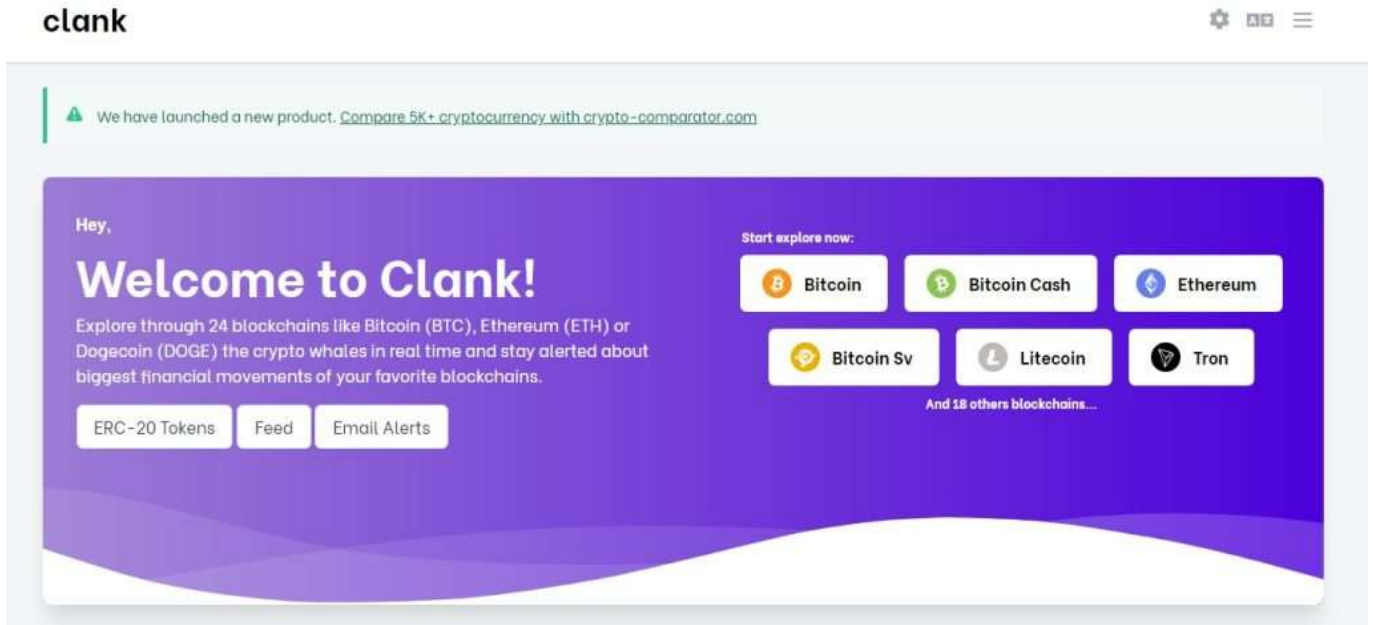 clank
We have launched a new product. Compare 5K+ cryptocurrency with crypto-comparator.com
Hey,
Welcome to Clank!
Explore through 24 blockchains like Bitcoin (BTC), Ethereum (ETH) or
Dogecoin (DOGE) the crypto whales in real time and stay alerted about
biggest financial movements of your favorite blockchains.
ERC-20 Tokens Feed Email Alerts
Start explore now:
Bitcoin Bitcoin Cash Ethereum
Bitcoin Sv Litecoin Tron
And 18 others blockchains...